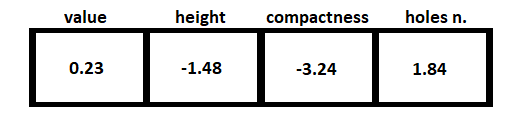 value height compactness holes n.
0.23 -1.48 -3.24 1.84